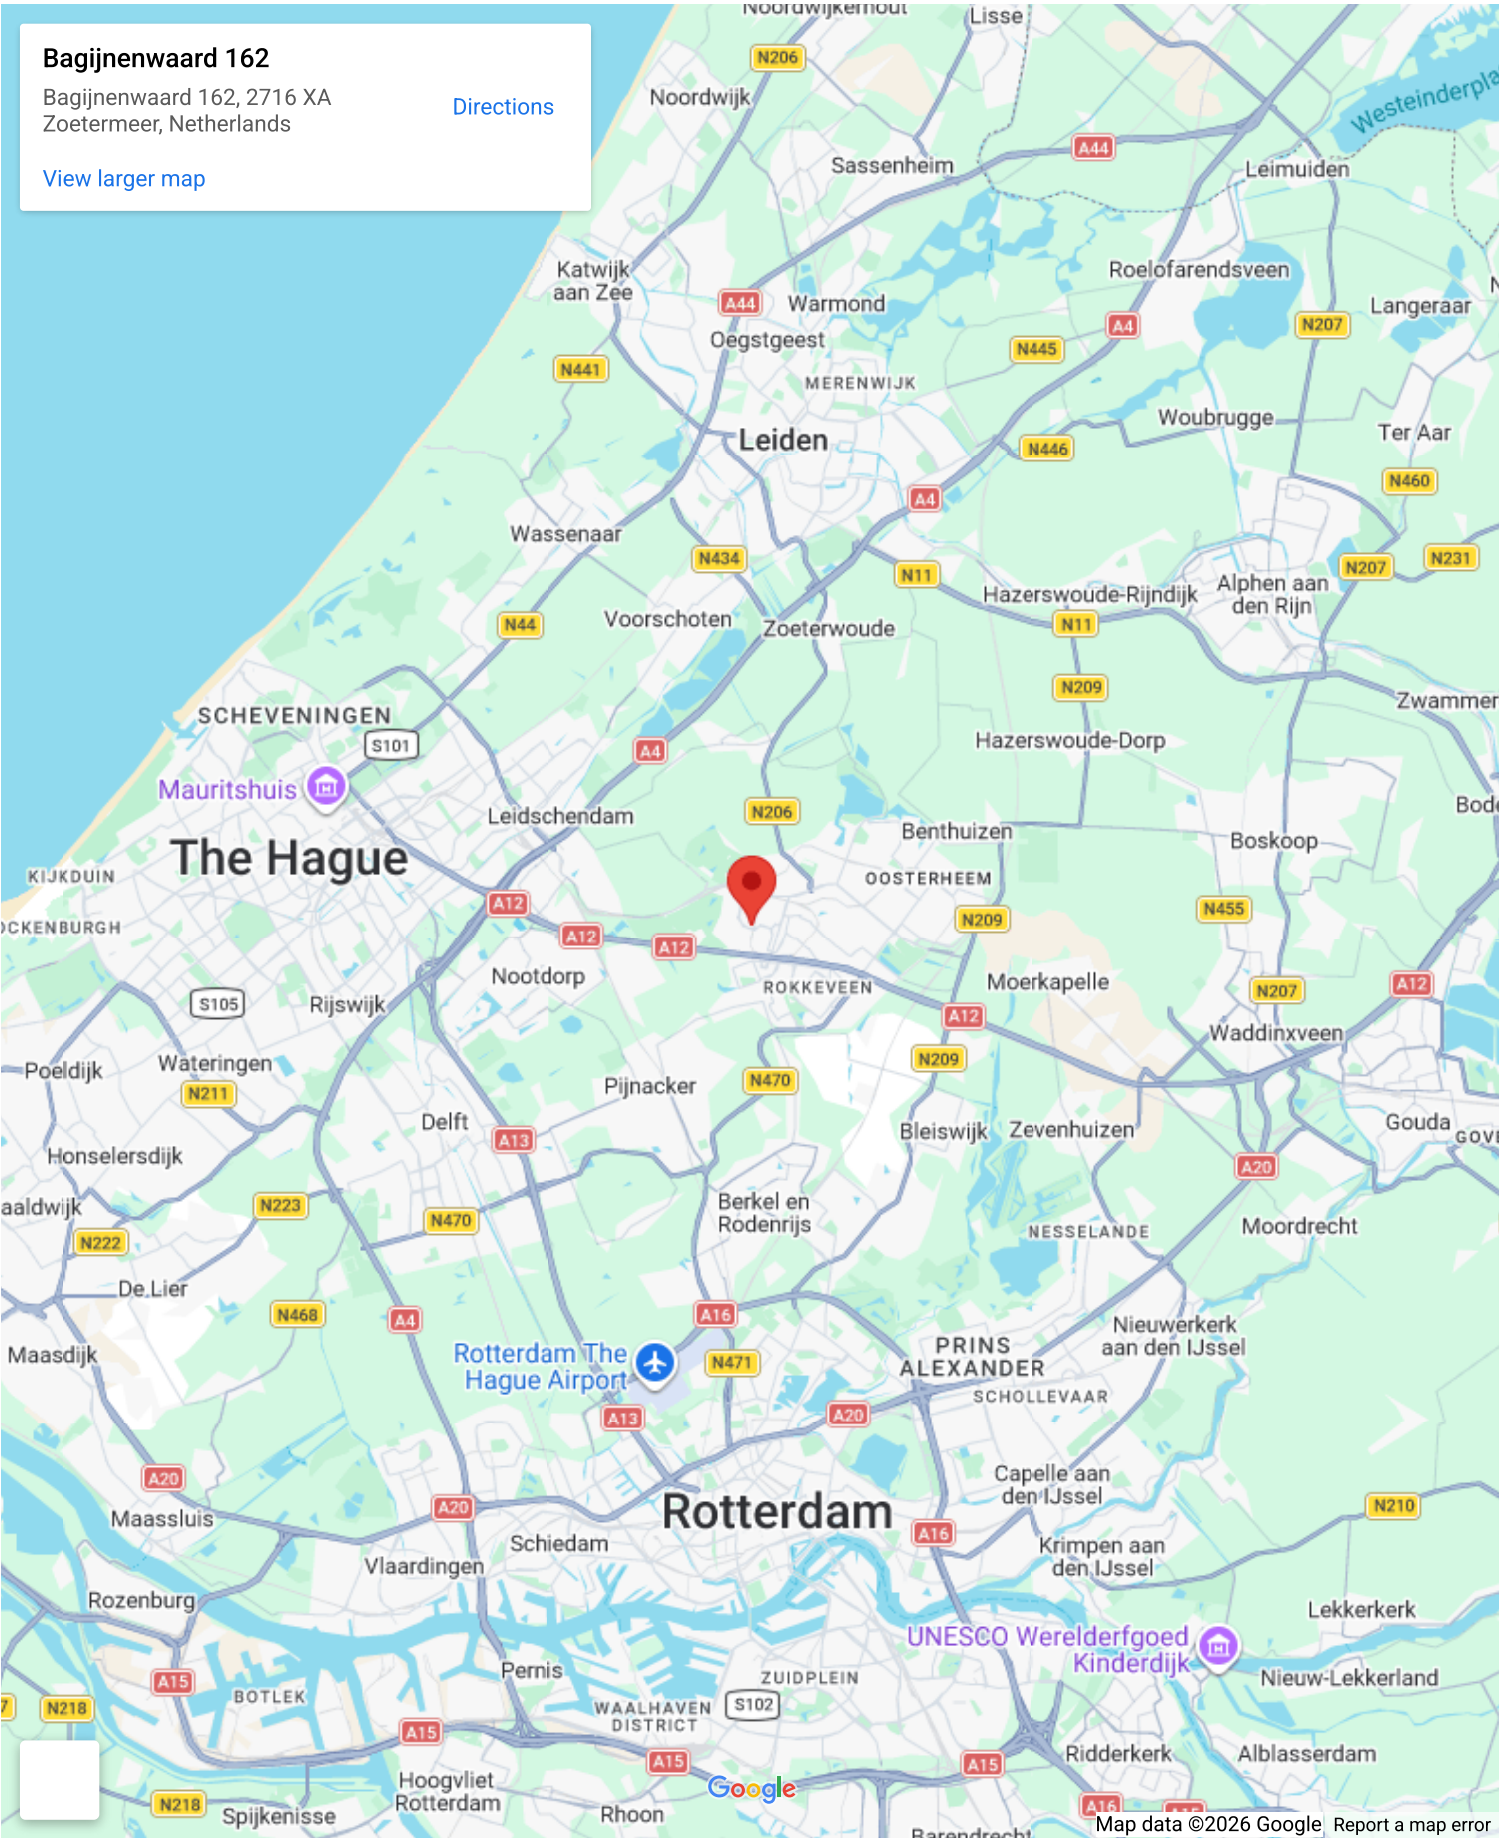 Bagijnenwaard 162
Bagijnenwaard 162, 2716 XA
Zoetermeer, Netherlands
Directions
View larger map
Noordwijkerhout
Lisse
N206
Noordwijk
Westeinderpla
A44
Sassenheim
Leimuiden
Katwijk
aan Zee
Roelofarendsveen
A44
Warmond
Langeraar
N
Oegstgeest
A4
N207
N445
N441
MERENWIJK
Woubrugge
Leiden
Ter Aar
N446
N460
A4
Wassenaar
N434
N231
N207
N11
Alphen aan
den Rijn
Hazerswoude-Rijndijk
N44
Voorschoten
Zoeterwoude
N11
N209
Zwammer
SCHEVENINGEN
S101
A4
Hazerswoude-Dorp
Mauritshuis
Leidschendam
N206
Bode
Benthuizen
Boskoop
The Hague
KIJKDUIN
OOSTERHEEM
A12
N209
N455
OCKENBURGH
A12
A12
Nootdorp
ROKKEVEEN
Moerkapelle
N207
A12
S105
Rijswijk
A12
Waddinxveen
Poeldijk
Wateringen
N209
N211
Pijnacker
N470
Delft
Gouda
GOVE
A13
Bleiswijk
Zevenhuizen
Honselersdijk
A20
aaldwijk
N223
N470
Berkel en
Rodenrijs
N222
NESSELANDE
Moordrecht
De Lier
N468
A4
A16
Nieuwerkerk
aan den IJssel
Maasdijk
Rotterdam The
Hague Airport
N471
PRINS
ALEXANDER
SCHOLLEVAAR
A13
A20
A20
Capelle aan
den IJssel
Maassluis
A20
Rotterdam
N210
A16
Schiedam
Krimpen aan
den IJssel
Vlaardingen
Rozenburg
Lekkerkerk
UNESCO Werelderfgoed
Kinderdijk
Pernis
ZUIDPLEIN
Nieuw-Lekkerland
A15
BOTLEK
7
N218
WAALHAVEN
DISTRICT
S102
A15
A15
A15
Ridderkerk
Alblasserdam
Hoogvliet
Rotterdam
Google
N218
Spijkenisse
Rhoon
A16
A15
Barendrecht
Map data ©2026 Google
Report a map error